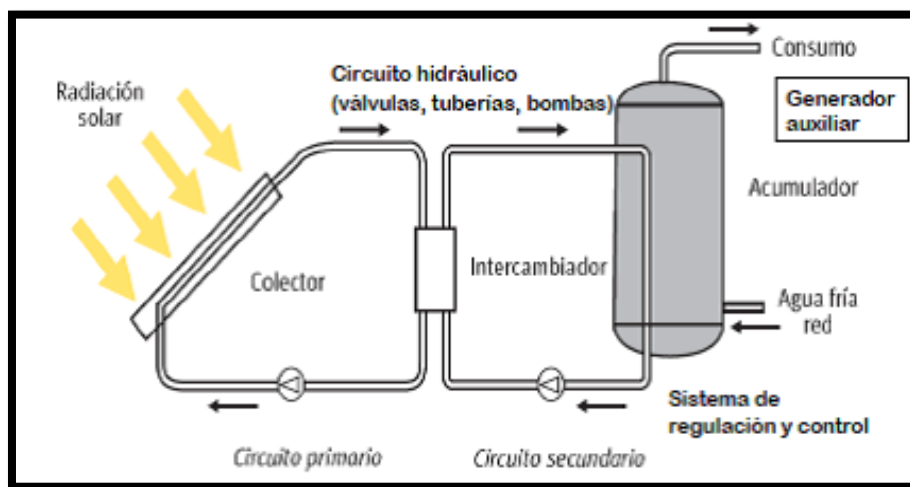 Radiación
solar
Circuito hidráulico
(válvulas, tuberías, bombas)
Consumo
Generador
auxiliar
Acumulador
Colector
Intercambiador
Agua fría
red
Sistema de
regulación y control
Circuito primario
Circuito secundario